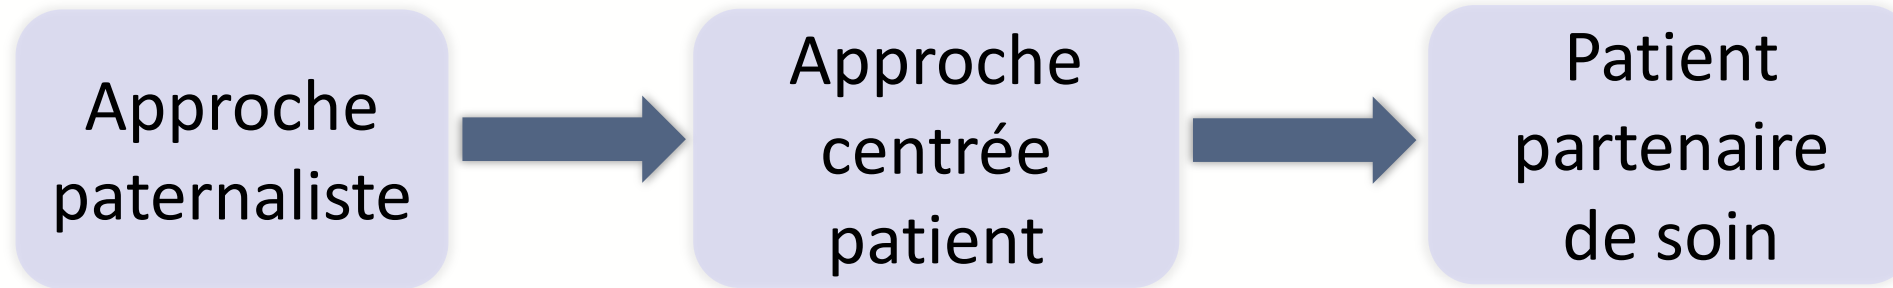 Approche
paternaliste
Approche
centrée
patient
Patient
partenaire
de soin